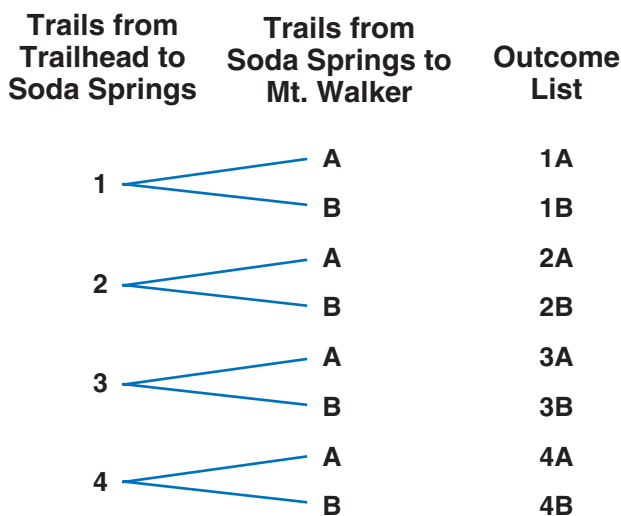 Trails from
Trailhead to
Soda Springs
Trails from
Soda Springs to
Mt. Walker
Outcome
List
1
A
1A
B
1B
2
A
2A
B
2B
3
A
3A
B
3B
4
A
4A
B
4B